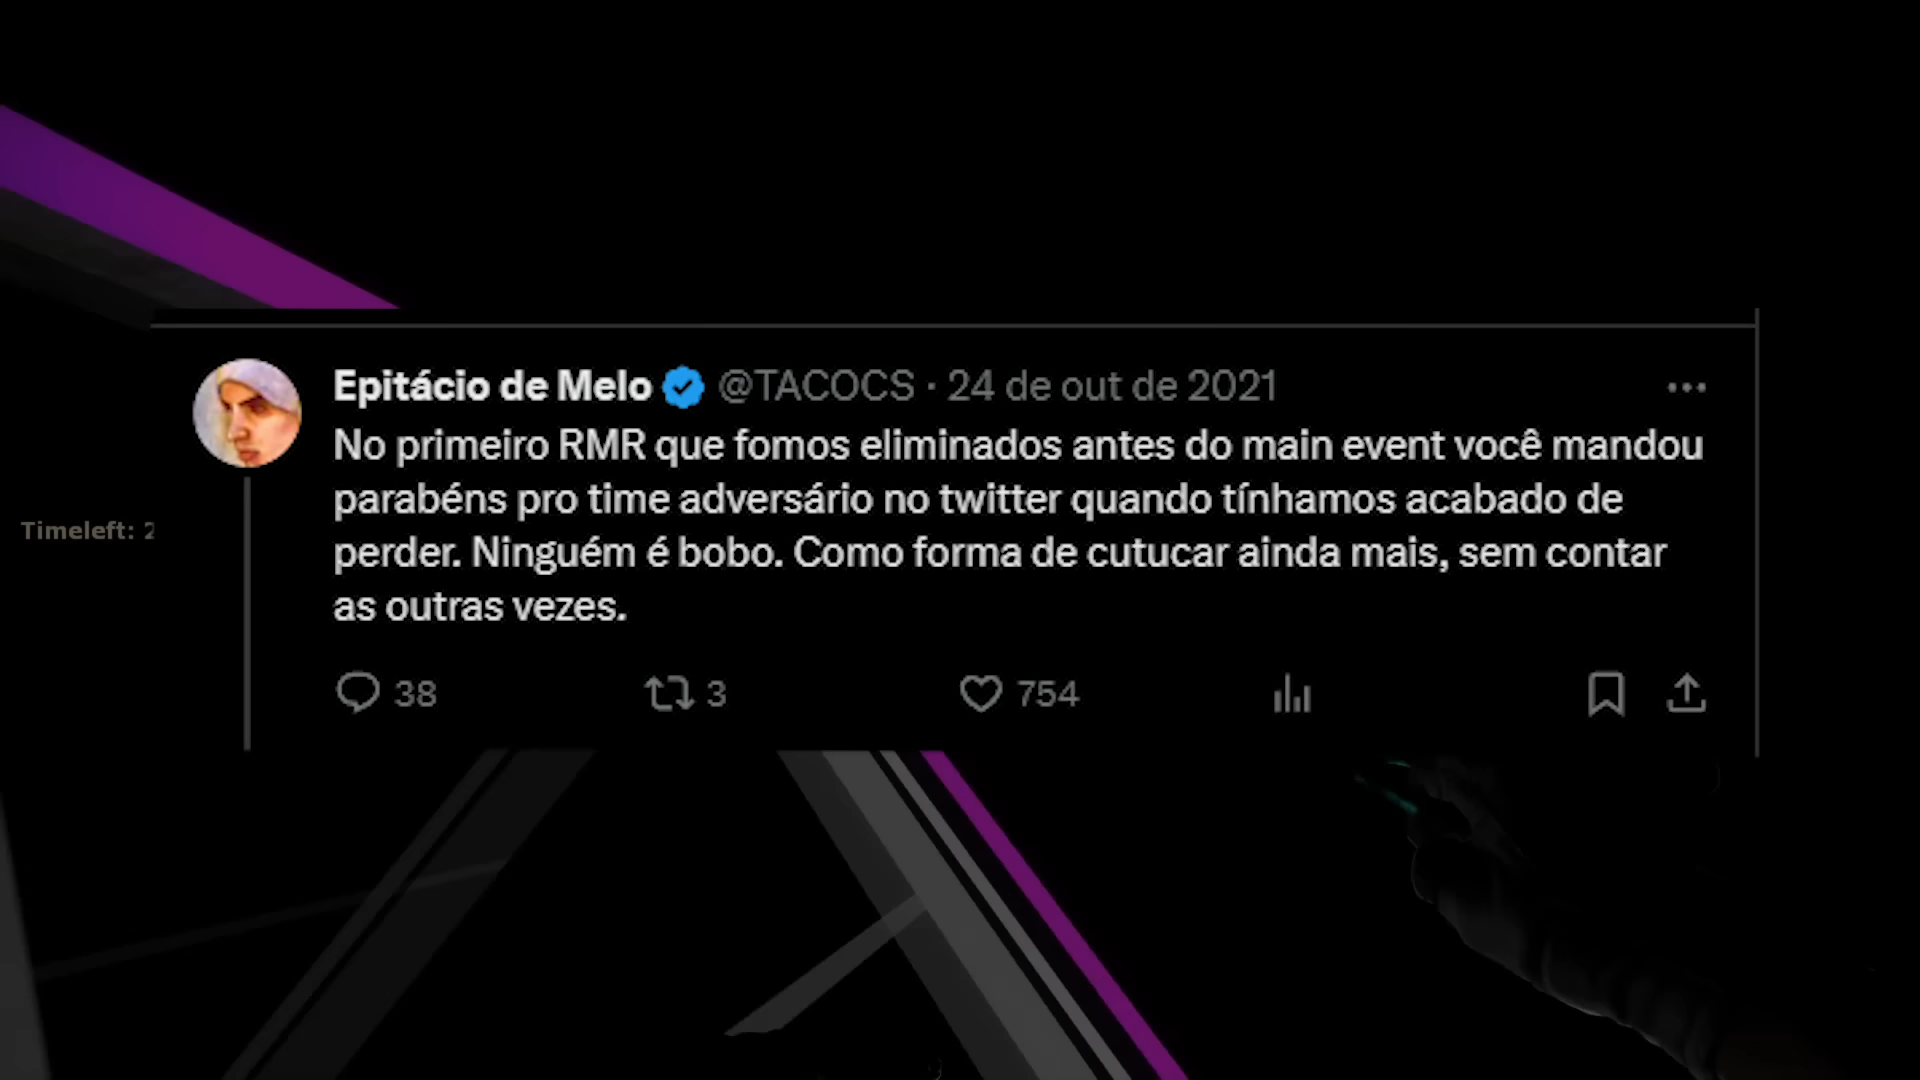 Epitácio de Melo @TACOCS · 24 de out de 2021
No primeiro RMR que fomos eliminados antes do main event você mandou
parabéns pro time adversário no twitter quando tínhamos acabado de
Timeleft: 2
perder. Ninguém é bobo. Como forma de cutucar ainda mais, sem contar
as outras vezes.
38 3 754